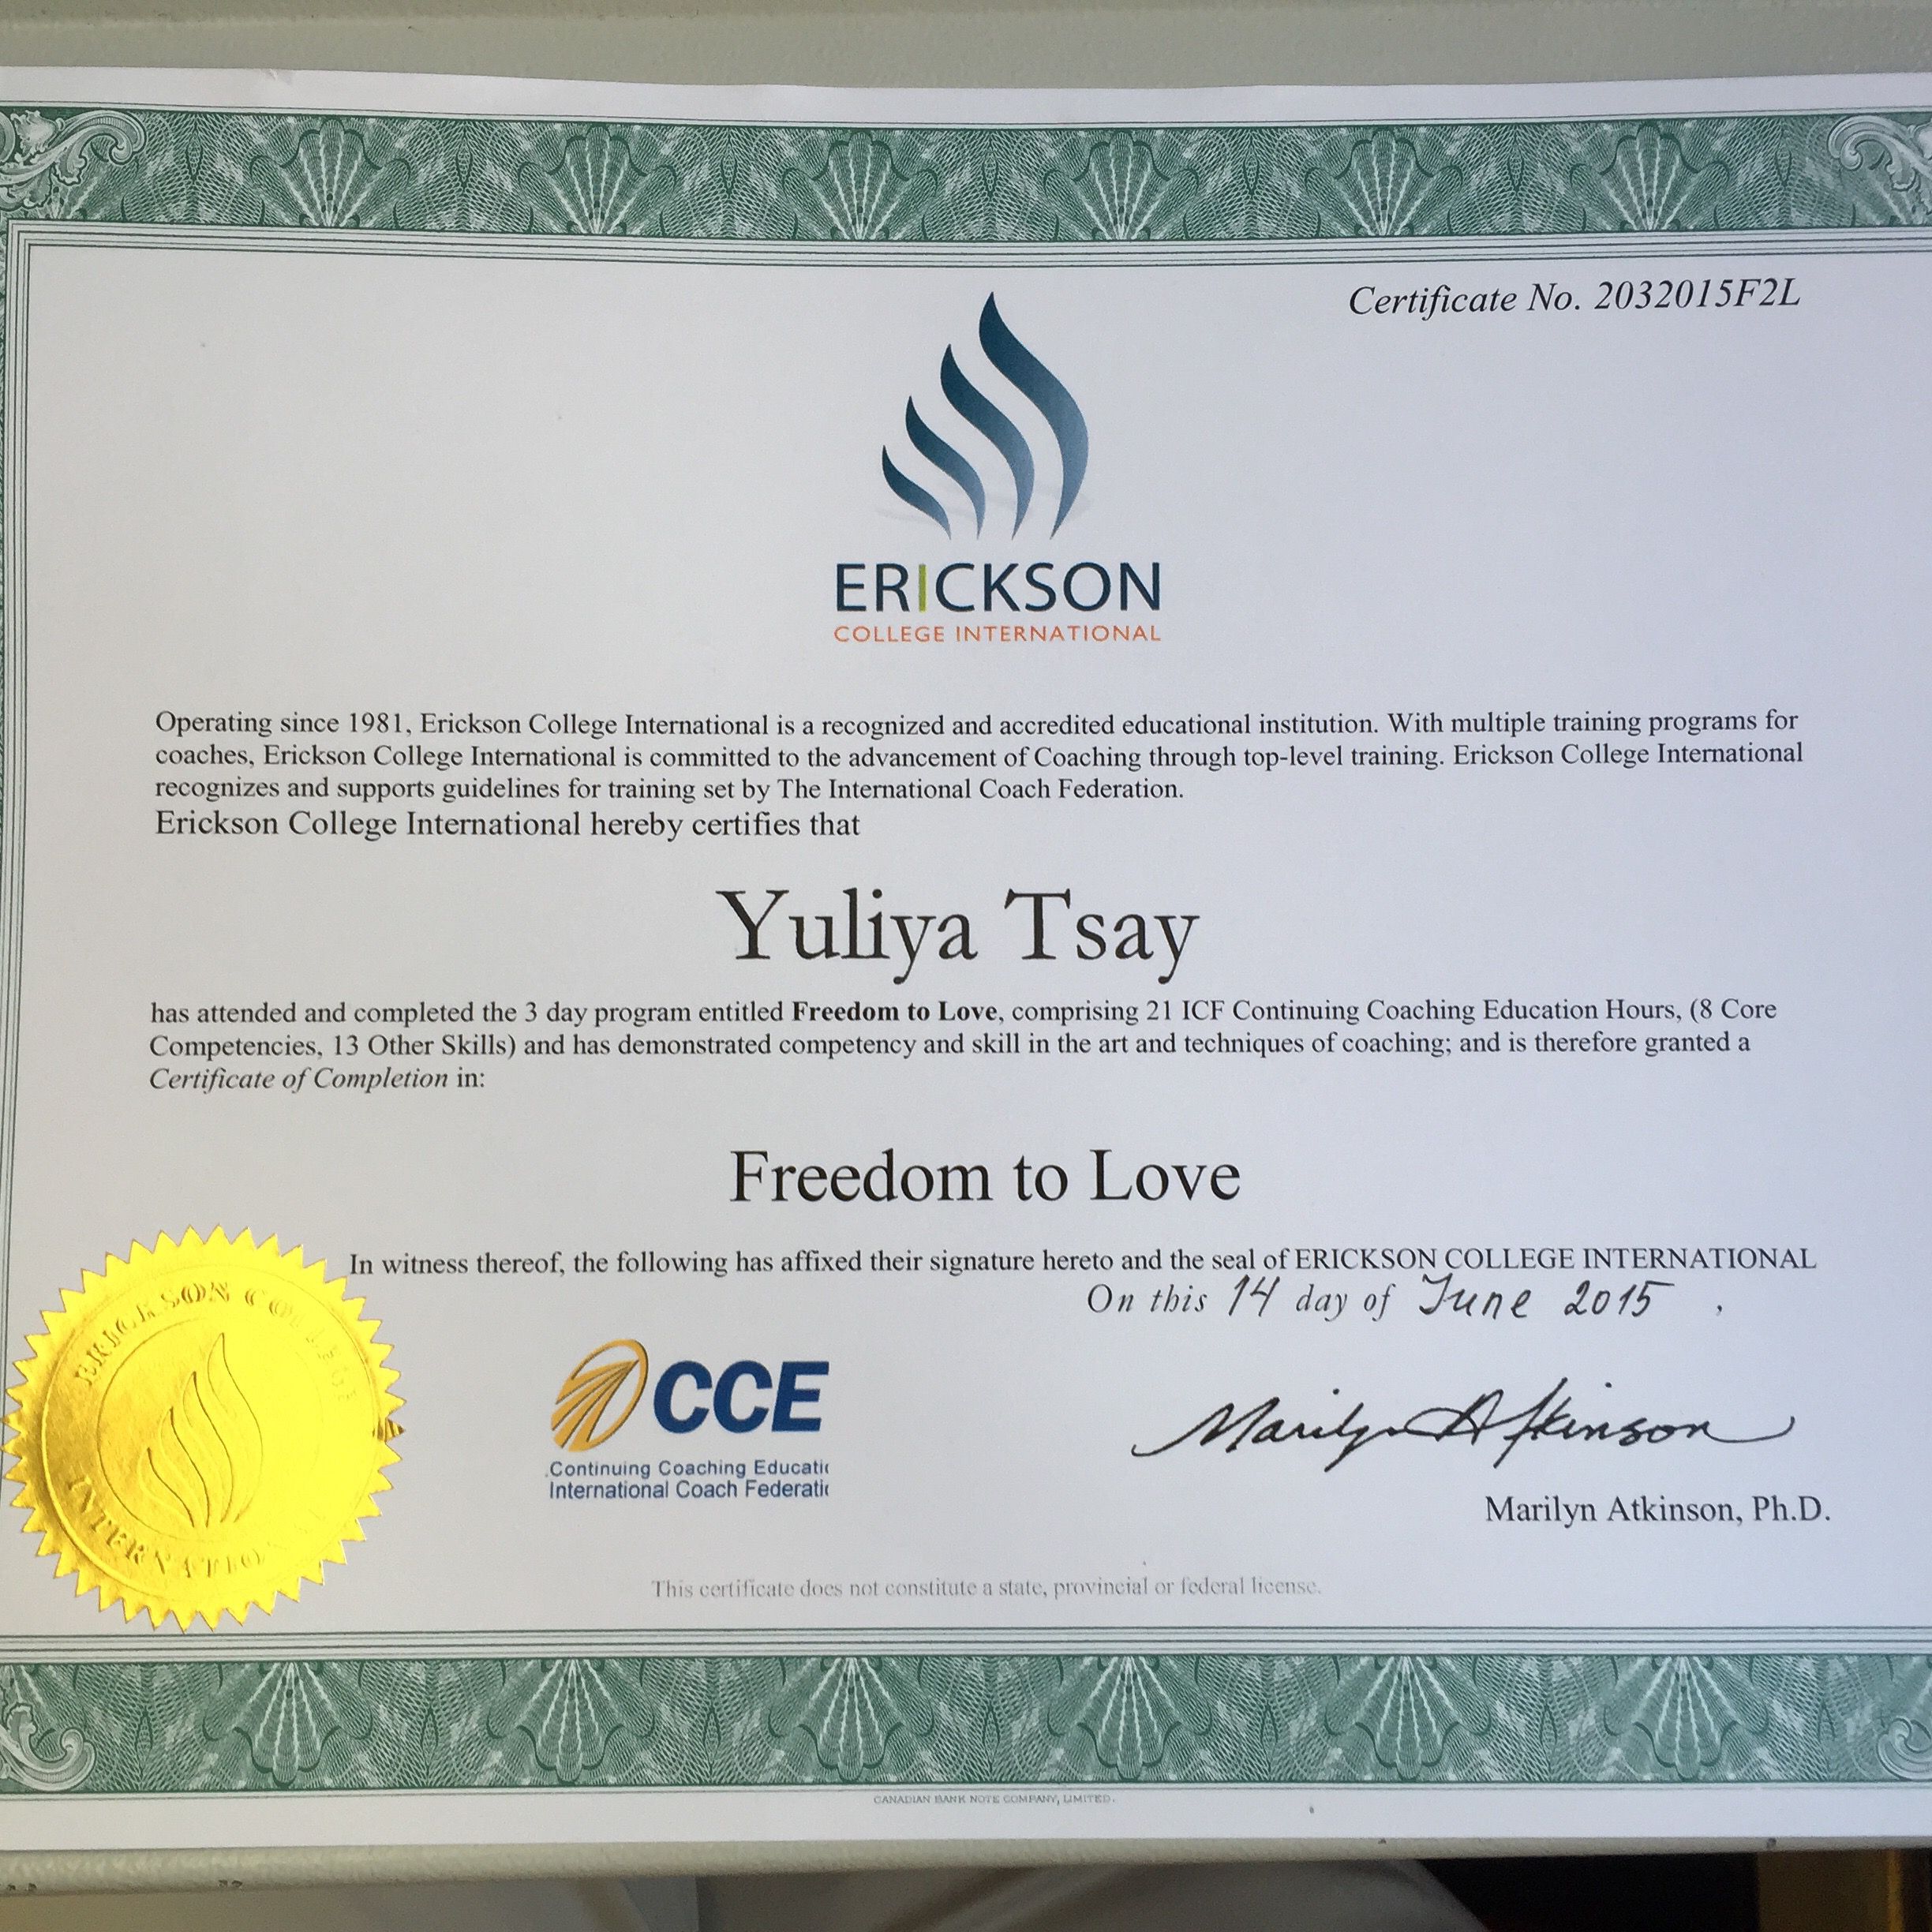 Certificate No. 2032015F2L
ERICKSON
COLLEGE INTERNATIONAL
Operating since 1981, Erickson College International is a recognized and accredited educational institution. With multiple training programs for
coaches, Erickson College International is committed to the advancement of Coaching through top-level training. Erickson College International
recognizes and supports guidelines for training set by The International Coach Federation.
Erickson College International hereby certifies that
Yuliya Tsay
has attended and completed the 3 day program entitled Freedom to Love, comprising 21 ICF Continuing Coaching Education Hours, (8 Core
Competencies, 13 Other Skills) and has demonstrated competency and skill in the art and techniques of coaching; and is therefore granted a
Certificate of Completion in:
Freedom to Love
In witness thereof, the following has affixed their signature hereto and the seal of ERICKSON COLLEGE INTERNATIONAL
On this 14 day of June 2015 .
ERICKSON COLLEGE
INTERNATIONAL
CCE
Continuing Coaching Educatio
International Coach Federatio
Marilyn Atkinson
Marilyn Atkinson, Ph.D.
This certificate does not constitute a state, provincial or federal license.
CANADIAN BANK NOTE COMPANY, LIMITED.